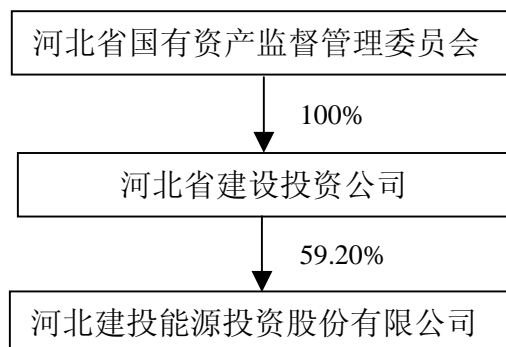 河北省国有资产监督管理委员会
100%
河北省建设投资公司
59.20%
河北建投能源投资股份有限公司